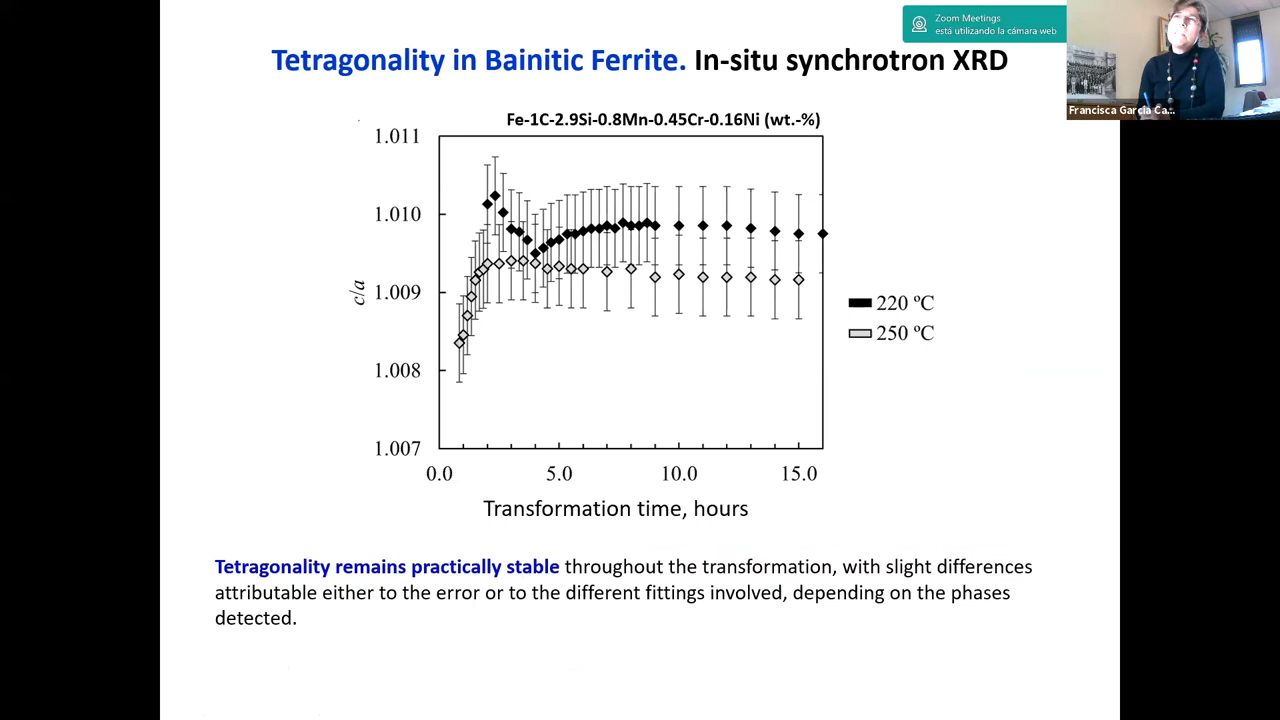 Zoom Meetings
está utilizando la cámara web
Tetragonality in Bainitic Ferrite. In-situ synchrotron XRD
Francisca Garcia Ca...
Fe-1C-2.9Si-0.8Mn-0.45Cr-0.16Ni (wt.-%)
1.011
1.010
1.009
1.008
1.007
c/a
220 ºC
250 ºC
0.0 5.0 10.0 15.0
Transformation time, hours
Tetragonality remains practically stable throughout the transformation, with slight differences
attributable either to the error or to the different fittings involved, depending on the phases
detected.